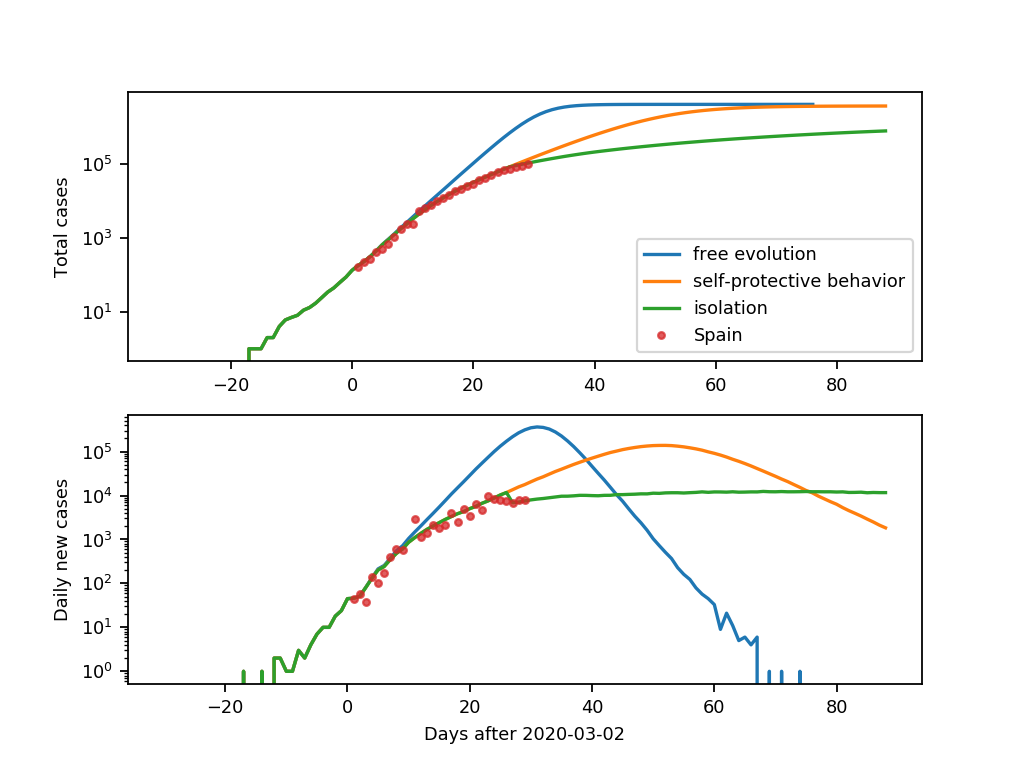 Total cases
10^5
10^3
10^1
free evolution
self-protective behavior
isolation
Spain
−20 0 20 40 60 80
Daily new cases
10^5
10^4
10^3
10^2
10^1
10^0
−20 0 20 40 60 80
Days after 2020-03-02